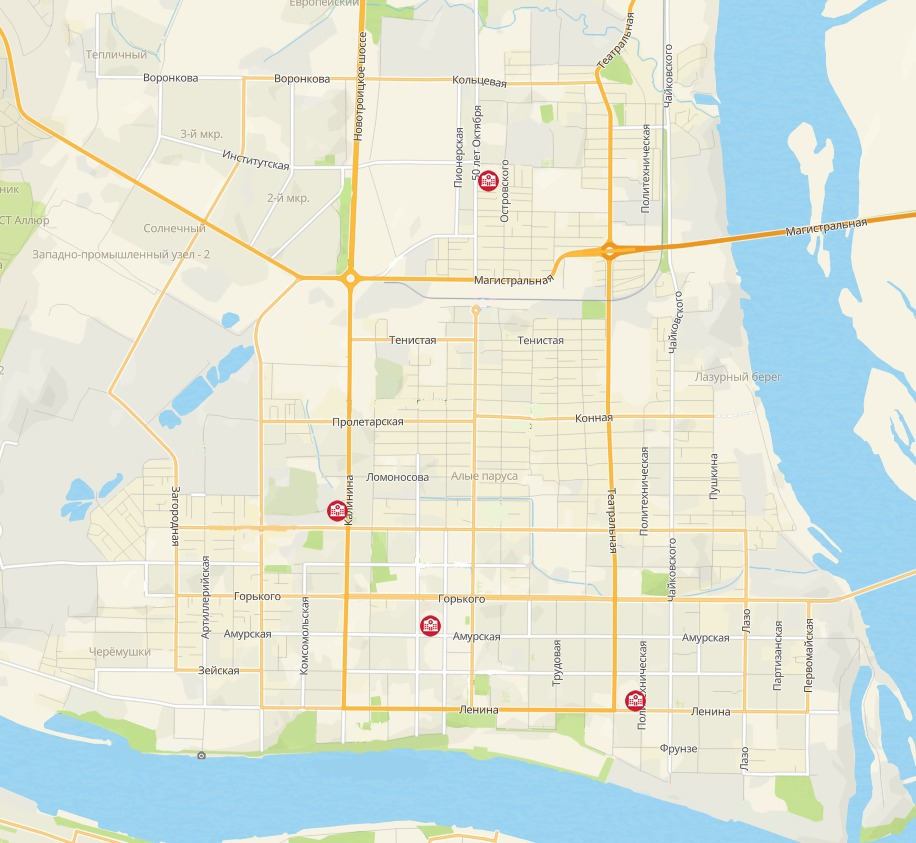 Европейский
Тепличный
Воронкова
Воронкова
Кольцевая
Театральная
Чайковского
Новотроицкое шоссе
3-й мкр.
Институтская
Пионерская
50 лет Октября
Островского
Политехническая
2-й мкр.
ник
СТ Аллюр
Солнечный
Магистральная
Западно-промышленный узел - 2
Магистральная
Чайковского
Тенистая
Тенистая
2
Лазурный берег
Пролетарская
Конная
Ломоносова
Алые паруса
Калинина
Загородная
Театральная
Политехническая
Пушкина
Чайковского
Артиллерийская
Горького
Горького
Комсомольская
Амурская
Амурская
Амурская
Лазо
Партизанская
Первомайская
Черёмушки
Зейская
Трудовая
Ленина
Ленина
Фрунзе
Лазо